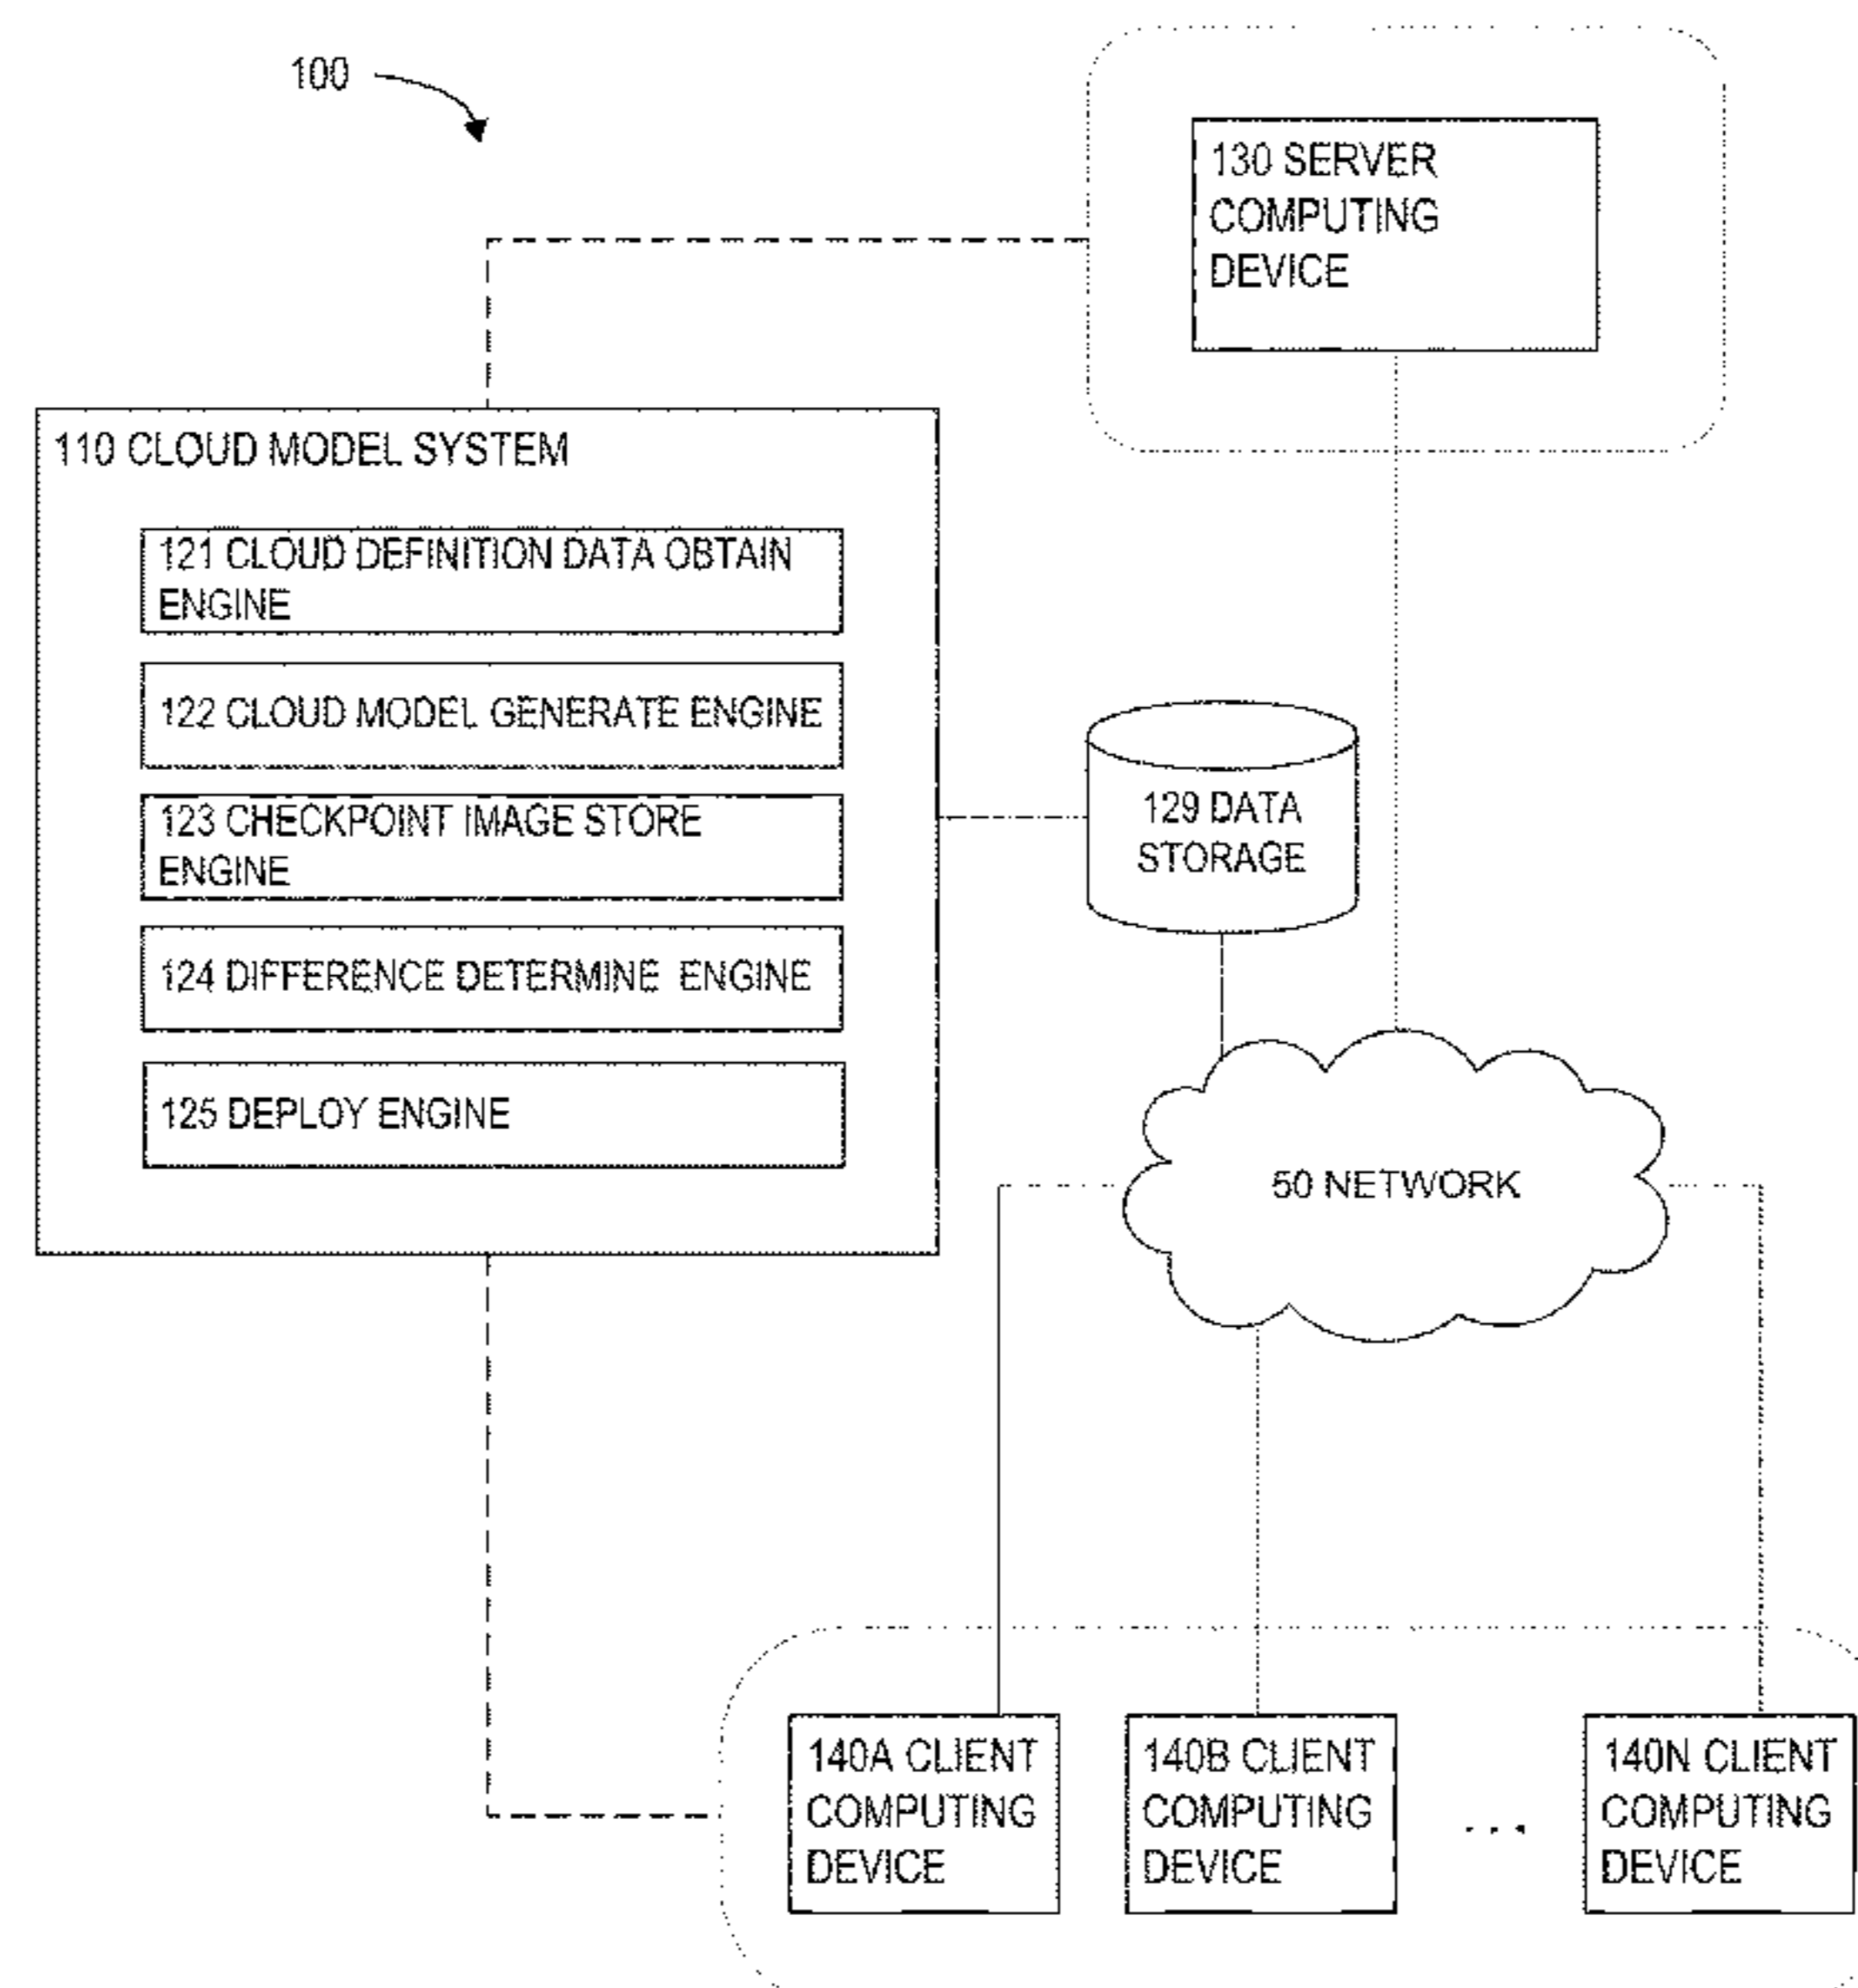 100
130 SERVER
COMPUTING
DEVICE
110 CLOUD MODEL SYSTEM
121 CLOUD DEFINITION DATA OBTAIN
ENGINE
122 CLOUD MODEL GENERATE ENGINE
123 CHECKPOINT IMAGE STORE
ENGINE
124 DIFFERENCE DETERMINE ENGINE
125 DEPLOY ENGINE
129 DATA
STORAGE
50 NETWORK
140A CLIENT
COMPUTING
DEVICE
140B CLIENT
COMPUTING
DEVICE
. . .
140N CLIENT
COMPUTING
DEVICE